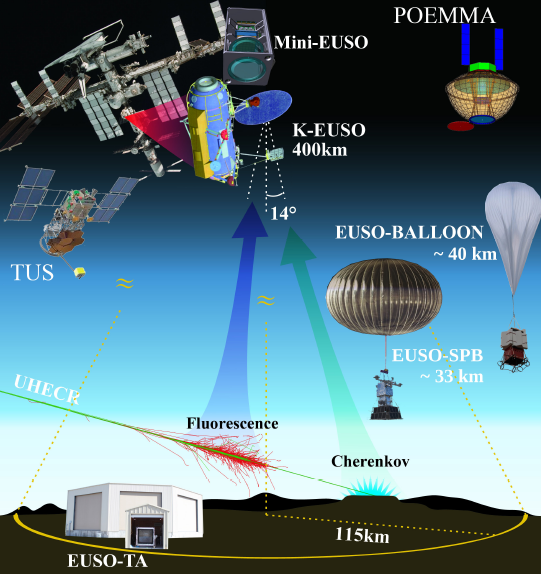 POEMMA
Mini-EUSO
K-EUSO
400km
14°
EUSO-BALLOON
~ 40 km
TUS
EUSO-SPB
~ 33 km
UHECR
Fluorescence
Cherenkov
115km
EUSO-TA